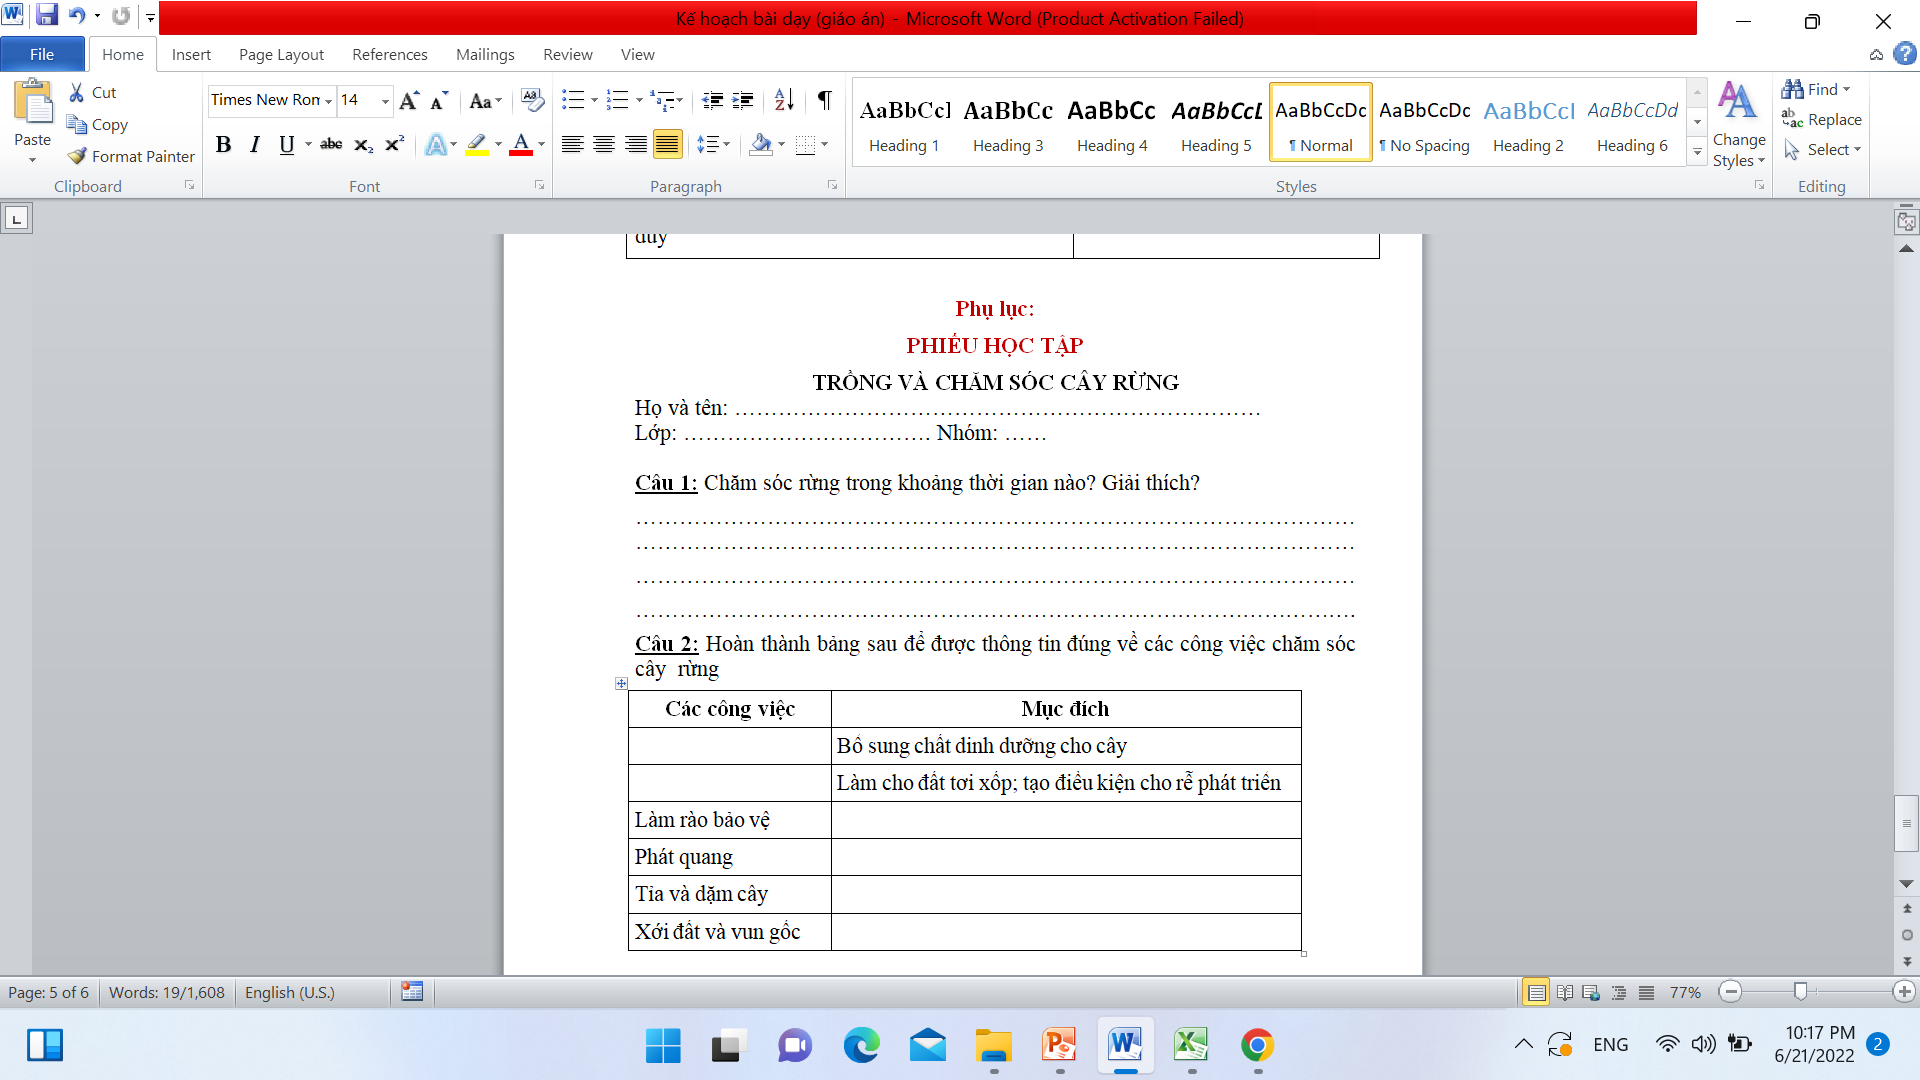 Kế hoạch bài dạy (giáo án) - Microsoft Word (Product Activation Failed)
File Home Insert Page Layout References Mailings Review View
Paste
Cut
Copy
Format Painter
Clipboard
Times New Ron 14
Font
Paragraph
AaBbCcI AaBbCc AaBbCc AaBbCcD AaBbCcDc AaBbCcDc AaBbCcI AaBbCcDd
Heading 1 Heading 3 Heading 4 Heading 5 ¶ Normal ¶ No Spacing Heading 2 Heading 6
Styles
Change Styles
Find
Replace
Select
Editing
duy
Phụ lục:
PHIẾU HỌC TẬP
TRỒNG VÀ CHĂM SÓC CÂY RỪNG
Họ và tên: ………………………………………………………………
Lớp: ……………………………. Nhóm: ……
Câu 1: Chăm sóc rừng trong khoảng thời gian nào? Giải thích?
………………………………………………………………………………………
………………………………………………………………………………………
………………………………………………………………………………………
………………………………………………………………………………………
Câu 2: Hoàn thành bảng sau để được thông tin đúng về các công việc chăm sóc
cây rừng
Các công việc Mục đích
Bổ sung chất dinh dưỡng cho cây
Làm cho đất tơi xốp; tạo điều kiện cho rễ phát triển
Làm rào bảo vệ
Phát quang
Tỉa và dặm cây
Xới đất và vun gốc
Page: 5 of 6 Words: 19/1,608 English (U.S.) 77%
ENG 10:17 PM 2
6/21/2022